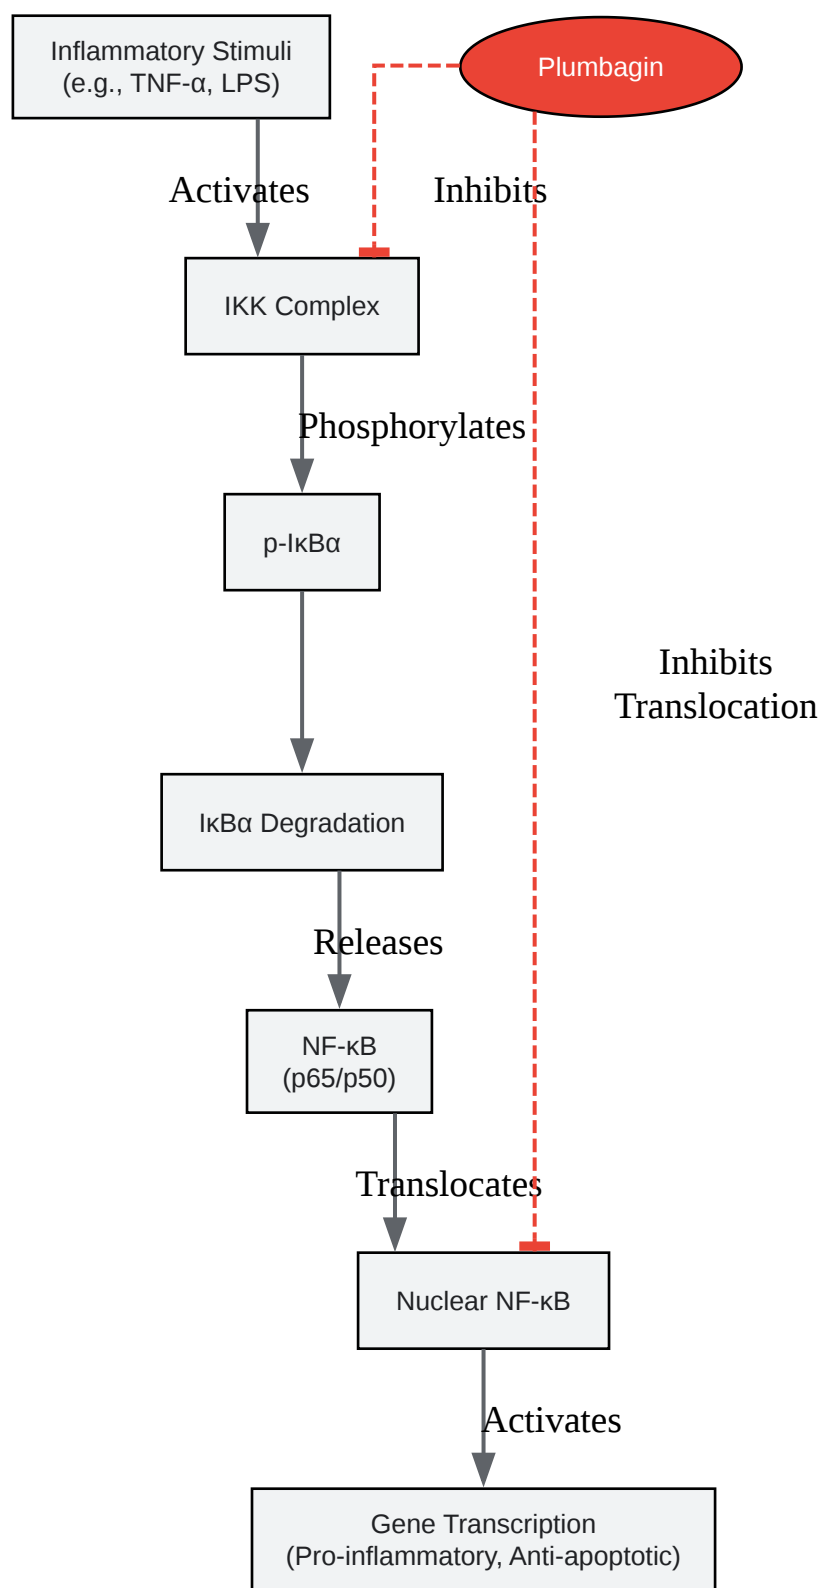 Inflammatory Stimuli
(e.g., TNF-α, LPS)
Plumbagin
Activates
Inhibits
IKK Complex
Phosphorylates
p-IκBα
Inhibits
Translocation
IκBα Degradation
Releases
NF-κB
(p65/p50)
Translocates
Nuclear NF-κB
Activates
Gene Transcription
(Pro-inflammatory, Anti-apoptotic)